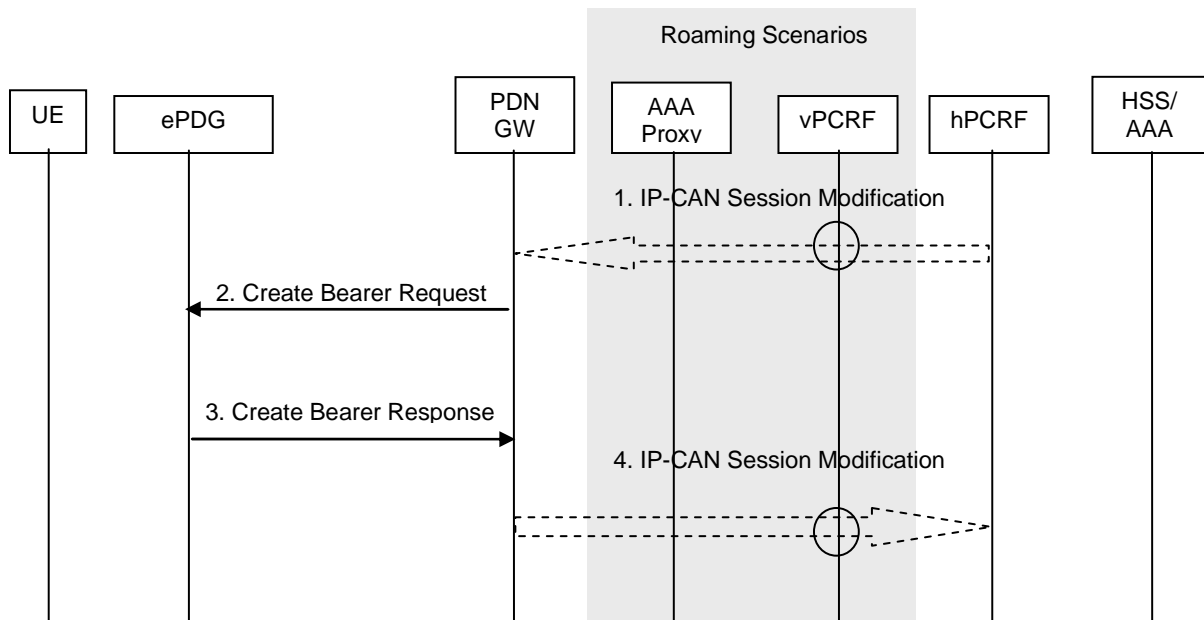 Roaming Scenarios
UE
ePDG
PDN
GW
AAA
Proxy
vPCRF
hPCRF
HSS/
AAA
1. IP-CAN Session Modification
2. Create Bearer Request
3. Create Bearer Response
4. IP-CAN Session Modification